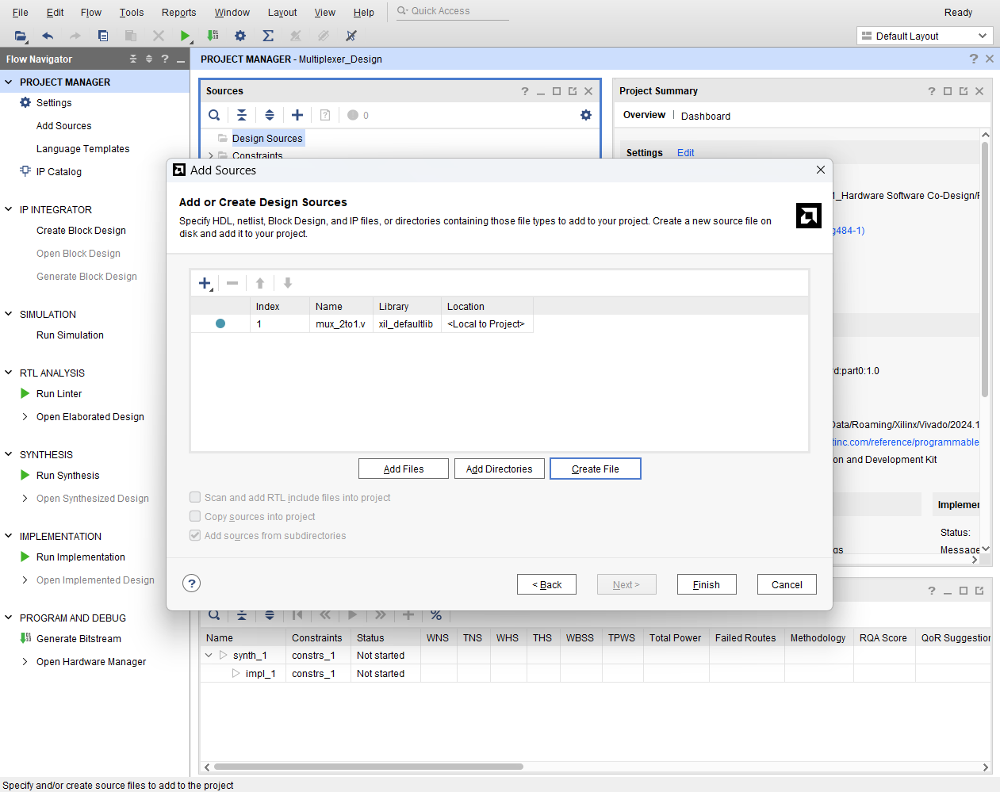 File Edit Flow Tools Reports Window Layout View Help Quick Access Ready
Default Layout
Flow Navigator
PROJECT MANAGER - Multiplexer_Design
PROJECT MANAGER
Settings
Add Sources
Language Templates
IP Catalog
IP INTEGRATOR
Create Block Design
Open Block Design
Generate Block Design
SIMULATION
Run Simulation
RTL ANALYSIS
Run Linter
Open Elaborated Design
SYNTHESIS
Run Synthesis
Open Synthesized Design
IMPLEMENTATION
Run Implementation
Open Implemented Design
PROGRAM AND DEBUG
Generate Bitstream
Open Hardware Manager
Sources
0
Design Sources
Constraints
Project Summary
Overview Dashboard
Settings Edit
1_Hardware Software Co-Design/F
g484-1)
rd:part0:1.0
Data/Roaming/Xilinx/Vivado/2024.1
tinc.com/reference/programmable
on and Development Kit
Implemen
Status:
gs Message
Add Sources
Add or Create Design Sources
Specify HDL, netlist, Block Design, and IP files, or directories containing those file types to add to your project. Create a new source file on
disk and add it to your project.
Index Name Library Location
1 mux_2to1.v xil_defaultlib <Local to Project>
Add Files Add Directories Create File
Scan and add RTL include files into project
Copy sources into project
Add sources from subdirectories
? < Back Next > Finish Cancel
Name Constraints Status WNS TNS WHS THS WBSS TPWS Total Power Failed Routes Methodology RQA Score QoR Suggestion
synth_1 constrs_1 Not started
impl_1 constrs_1 Not started
Specify and/or create source files to add to the project